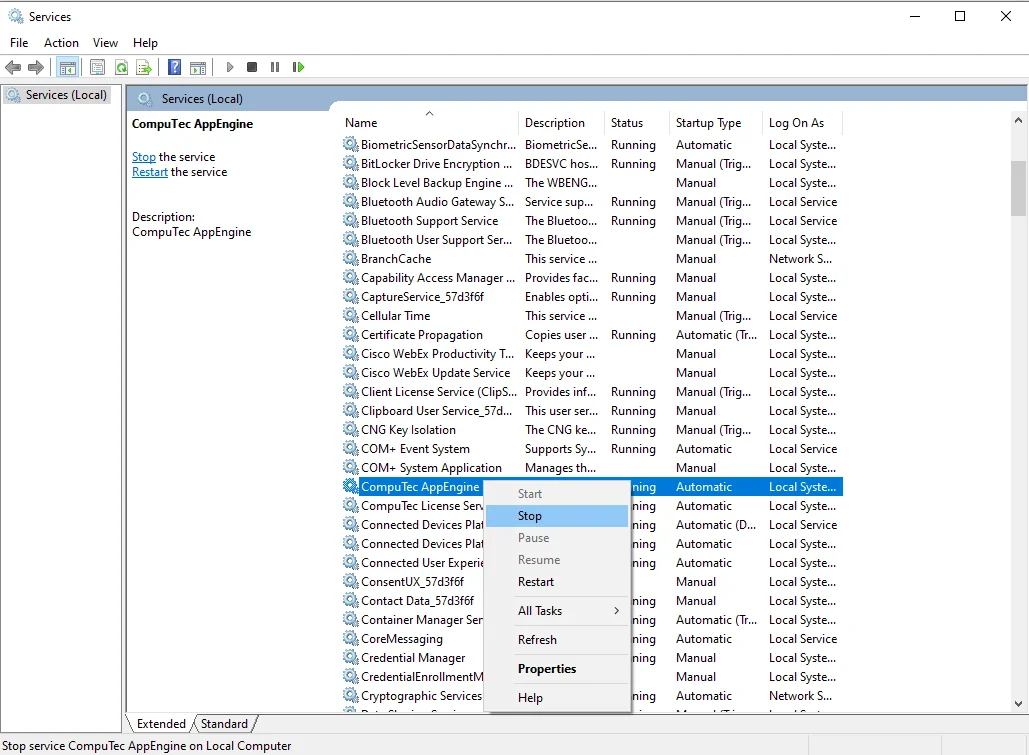 Services
File Action View Help
Services (Local)
Services (Local)
CompuTec AppEngine
Stop the service
Restart the service
Description:
CompuTec AppEngine
Name Description Status Startup Type Log On As
BiometricSensorDataSynchr... BiometricSe... Running Automatic Local Syste...
BitLocker Drive Encryption ... BDESVC hos... Running Manual (Trig... Local Syste...
Block Level Backup Engine ... The WBENG... Manual Local Syste...
Bluetooth Audio Gateway S... Service sup... Running Manual (Trig... Local Service
Bluetooth Support Service The Bluetoo... Running Manual (Trig... Local Service
Bluetooth User Support Ser... The Bluetoo... Manual (Trig... Local Syste...
BranchCache This service ... Manual Network S...
Capability Access Manager ... Provides fac... Running Manual Local Syste...
CaptureService_57d3f6f Enables opti... Running Manual Local Syste...
Cellular Time This service ... Manual (Trig... Local Service
Certificate Propagation Copies user ... Running Automatic (Tr... Local Syste...
Cisco WebEx Productivity T... Keeps your ... Manual Local Syste...
Cisco WebEx Update Service Keeps your ... Manual Local Syste...
Client License Service (ClipS... Provides inf... Running Manual (Trig... Local Syste...
Clipboard User Service_57d... This user ser... Running Manual Local Syste...
CNG Key Isolation The CNG ke... Running Manual (Trig... Local Syste...
COM+ Event System Supports Sy... Running Automatic Local Service
COM+ System Application Manages th... Manual Local Syste...
CompuTec AppEngine ning Automatic Local Syste...
CompuTec License Serv ning Automatic Local Syste...
Connected Devices Plat ning Automatic (D... Local Service
Connected Devices Plat ning Automatic Local Syste...
Connected User Experie ning Automatic Local Syste...
ConsentUX_57d3f6f Manual Local Syste...
Contact Data_57d3f6f ning Manual Local Syste...
Container Manager Ser ning Automatic (Tr... Local Syste...
CoreMessaging ning Automatic Local Service
Credential Manager ning Manual Local Syste...
CredentialEnrollmentM Manual Local Syste...
Cryptographic Services ning Automatic Network S...
Start
Stop
Pause
Resume
Restart
All Tasks
Refresh
Properties
Help
Extended Standard
Stop service CompuTec AppEngine on Local Computer